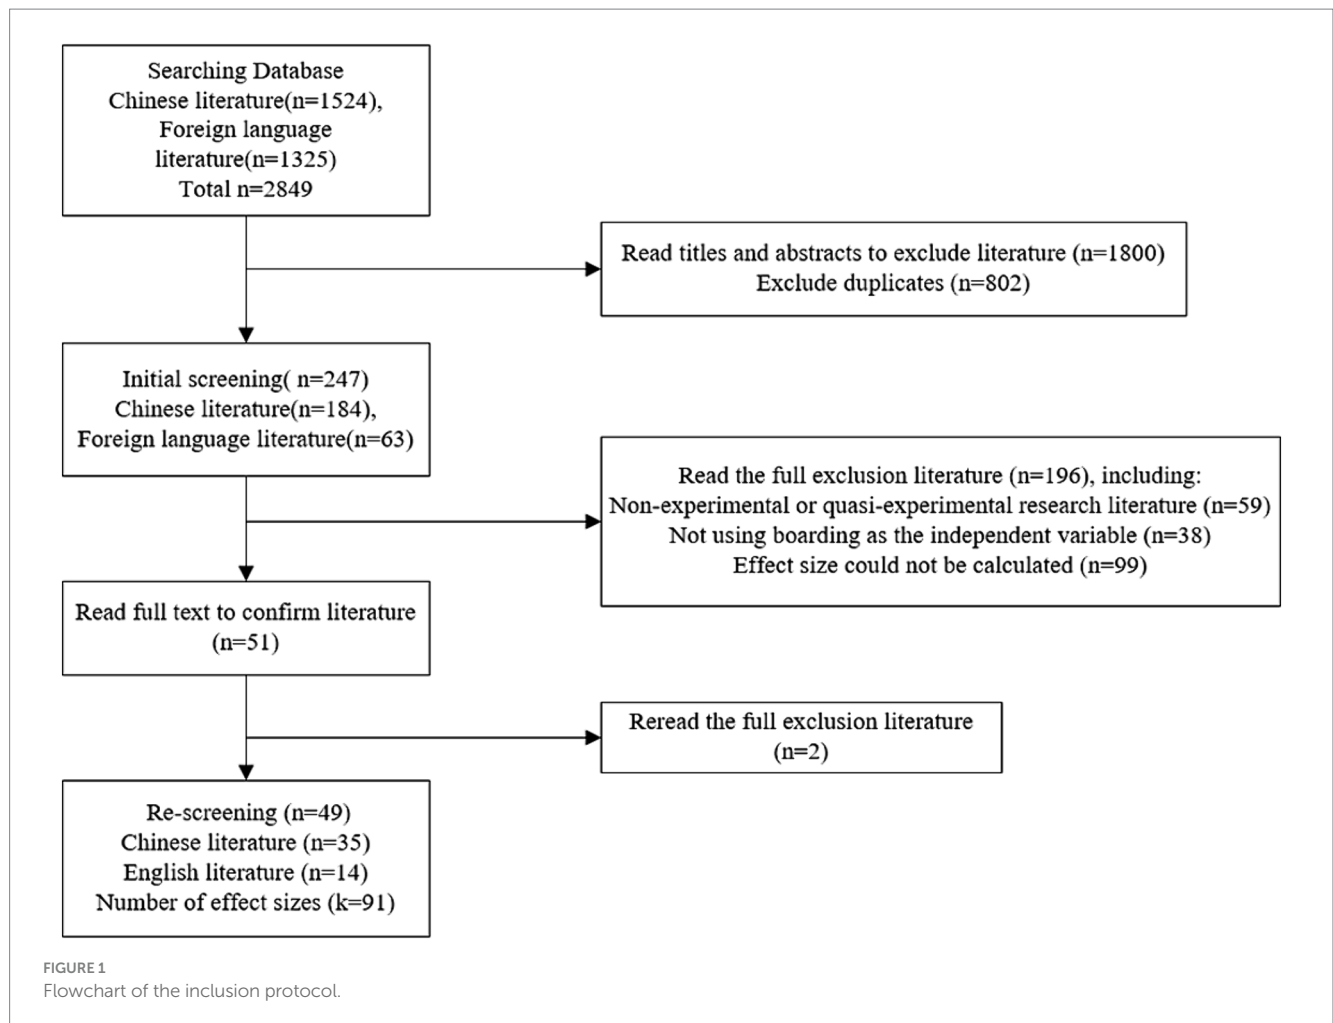 Searching Database
Chinese literature(n=1524),
Foreign language
literature(n=1325)
Total n=2849
Read titles and abstracts to exclude literature (n=1800)
Exclude duplicates (n=802)
Initial screening( n=247)
Chinese literature(n=184),
Foreign language literature(n=63)
Read the full exclusion literature (n=196), including:
Non-experimental or quasi-experimental research literature (n=59)
Not using boarding as the independent variable (n=38)
Effect size could not be calculated (n=99)
Read full text to confirm literature
(n=51)
Reread the full exclusion literature
(n=2)
Re-screening (n=49)
Chinese literature (n=35)
English literature (n=14)
Number of effect sizes (k=91)
FIGURE 1
Flowchart of the inclusion protocol.